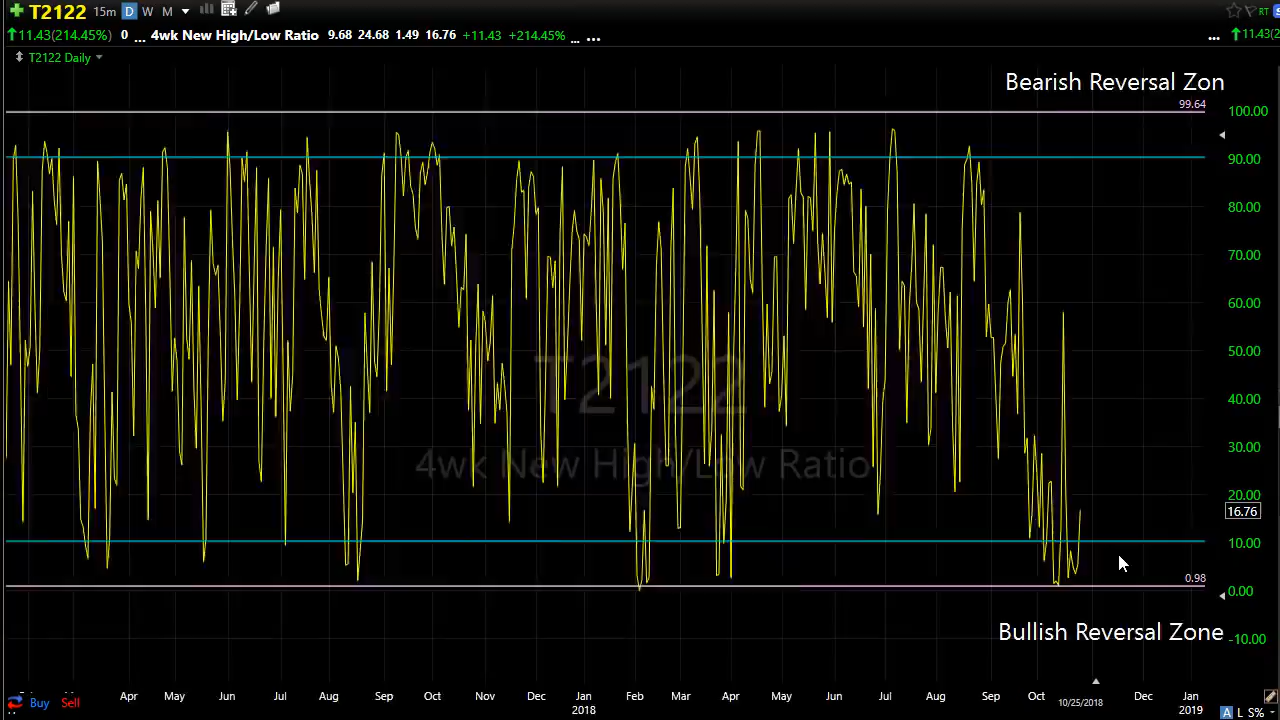 T2122 15m D W M
11.43(214.45%) 0 ... 4wk New High/Low Ratio 9.68 24.68 1.49 16.76 +11.43 +214.45% ... ...
... 11.43(2
RT
T2122 Daily
Bearish Reversal Zon
99.64
100.00
90.00
80.00
70.00
60.00
50.00
40.00
30.00
20.00
16.76
10.00
0.98
0.00
-10.00
T2122
4wk New High/Low Ratio
Bullish Reversal Zone
Apr May Jun Jul Aug Sep Oct Nov Dec Jan Feb Mar Apr May Jun Jul Aug Sep Oct Dec Jan
2018 10/25/2018 2019
Buy Sell
A L S%